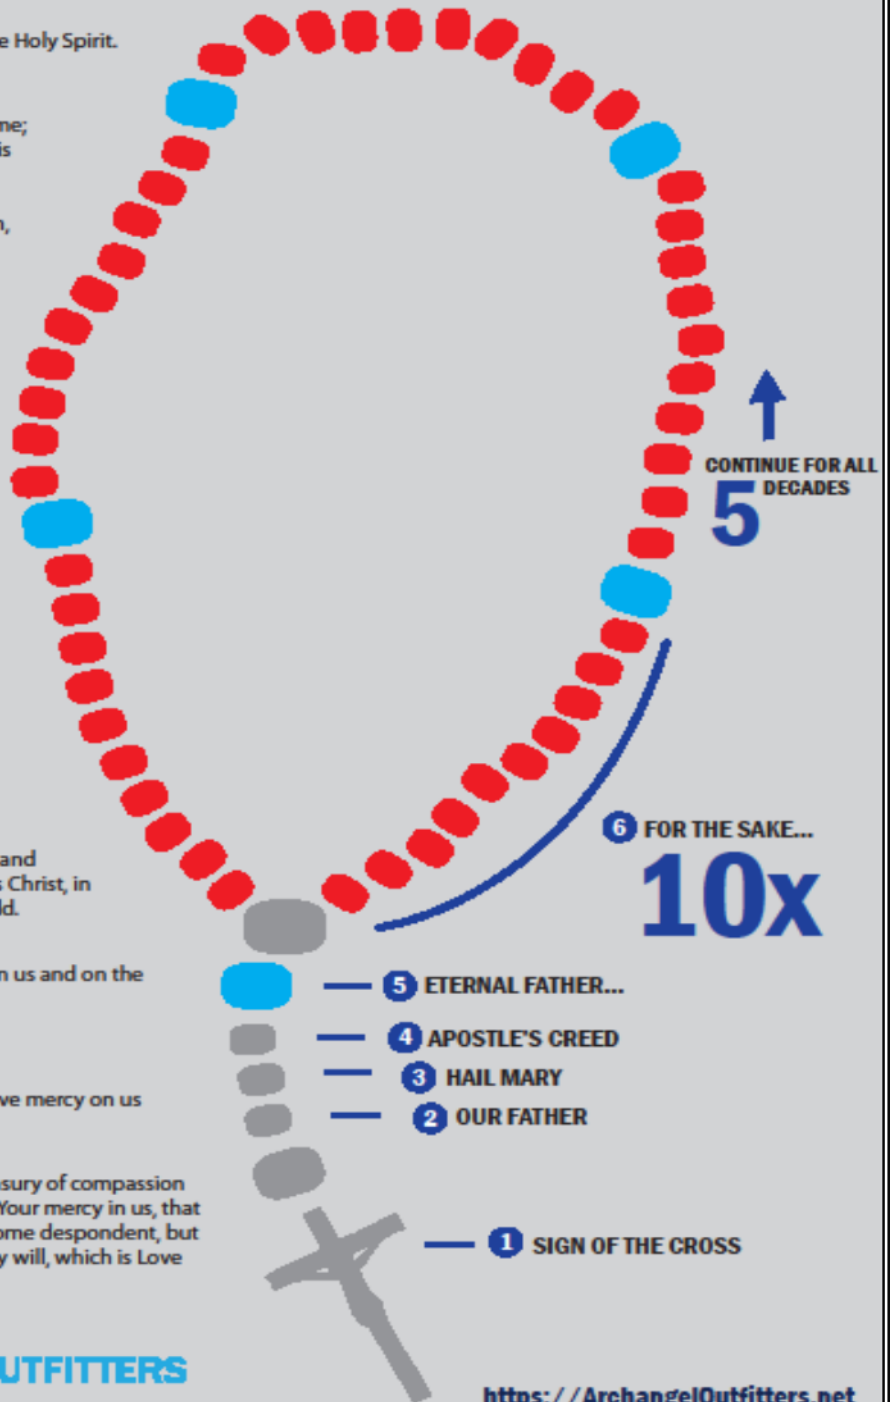 e Holy Spirit.
me;
is
n,
CONTINUE FOR ALL
5 DECADES
6 FOR THE SAKE...
10x
and
s Christ, in
ld.
n us and on the
5 ETERNAL FATHER...
4 APOSTLE'S CREED
3 HAIL MARY
2 OUR FATHER
ve mercy on us
sury of compassion
Your mercy in us, that
ome despondent, but
y will, which is Love
1 SIGN OF THE CROSS
UTFITTERS
https://ArchangelOutfitters.net